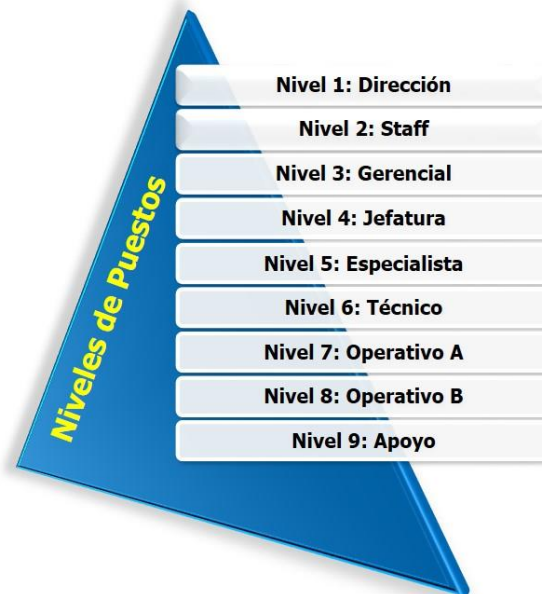 Niveles de Puestos
Nivel 1: Dirección
Nivel 2: Staff
Nivel 3: Gerencial
Nivel 4: Jefatura
Nivel 5: Especialista
Nivel 6: Técnico
Nivel 7: Operativo A
Nivel 8: Operativo B
Nivel 9: Apoyo